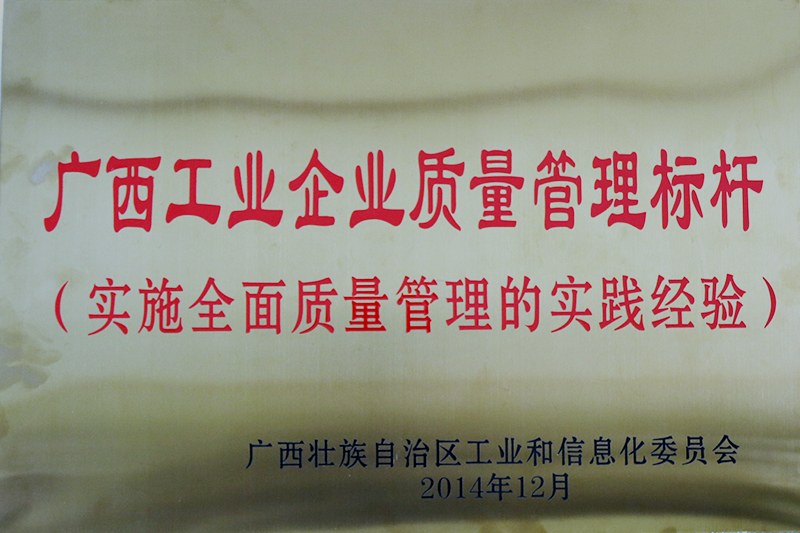 广西工业企业质量管理标杆
（实施全面质量管理的实践经验）
广西壮族自治区工业和信息化委员会
2014年12月